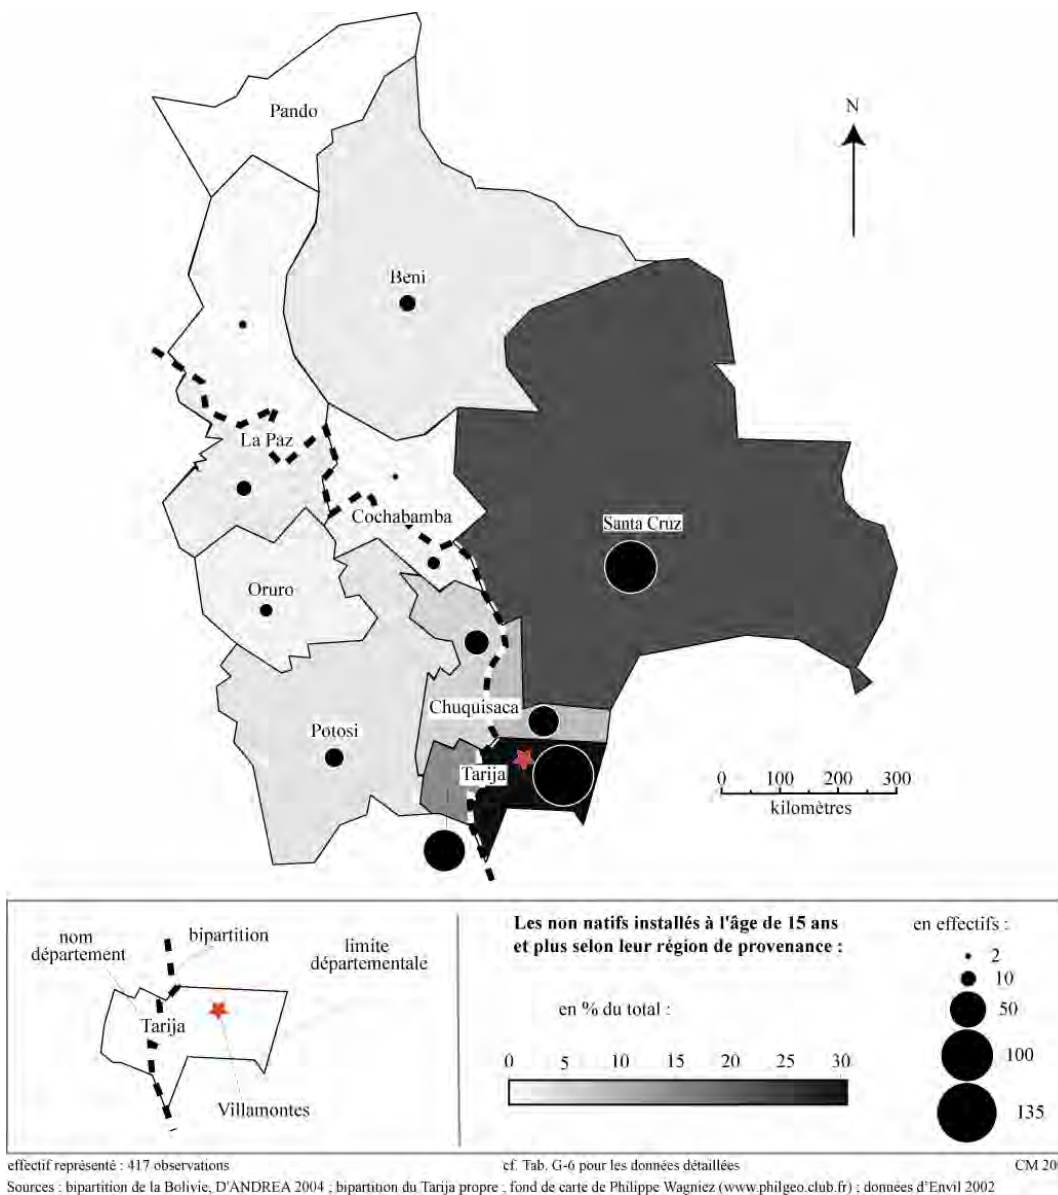 Pando
N
Beni
La Paz
Cochabamba
Santa Cruz
Oruro
Chuquisaca
Potosi
Tarija
0 100 200 300
kilomètres
nom
département
bipartition
limite
départementale
Tarija
Villamontes
Les non natifs installés à l'âge de 15 ans
et plus selon leur région de provenance :
en % du total :
0 5 10 15 20 25 30
en effectifs :
2
10
50
100
135
effectif représenté : 417 observations
cf. Tab. G-6 pour les données détaillées
CM 20
Sources : bipartition de la Bolivie, D'ANDREA 2004 ; bipartition du Tarija propre ; fond de carte de Philippe Wagniez (www.philgeo.club.fr) ; données d'Envil 2002